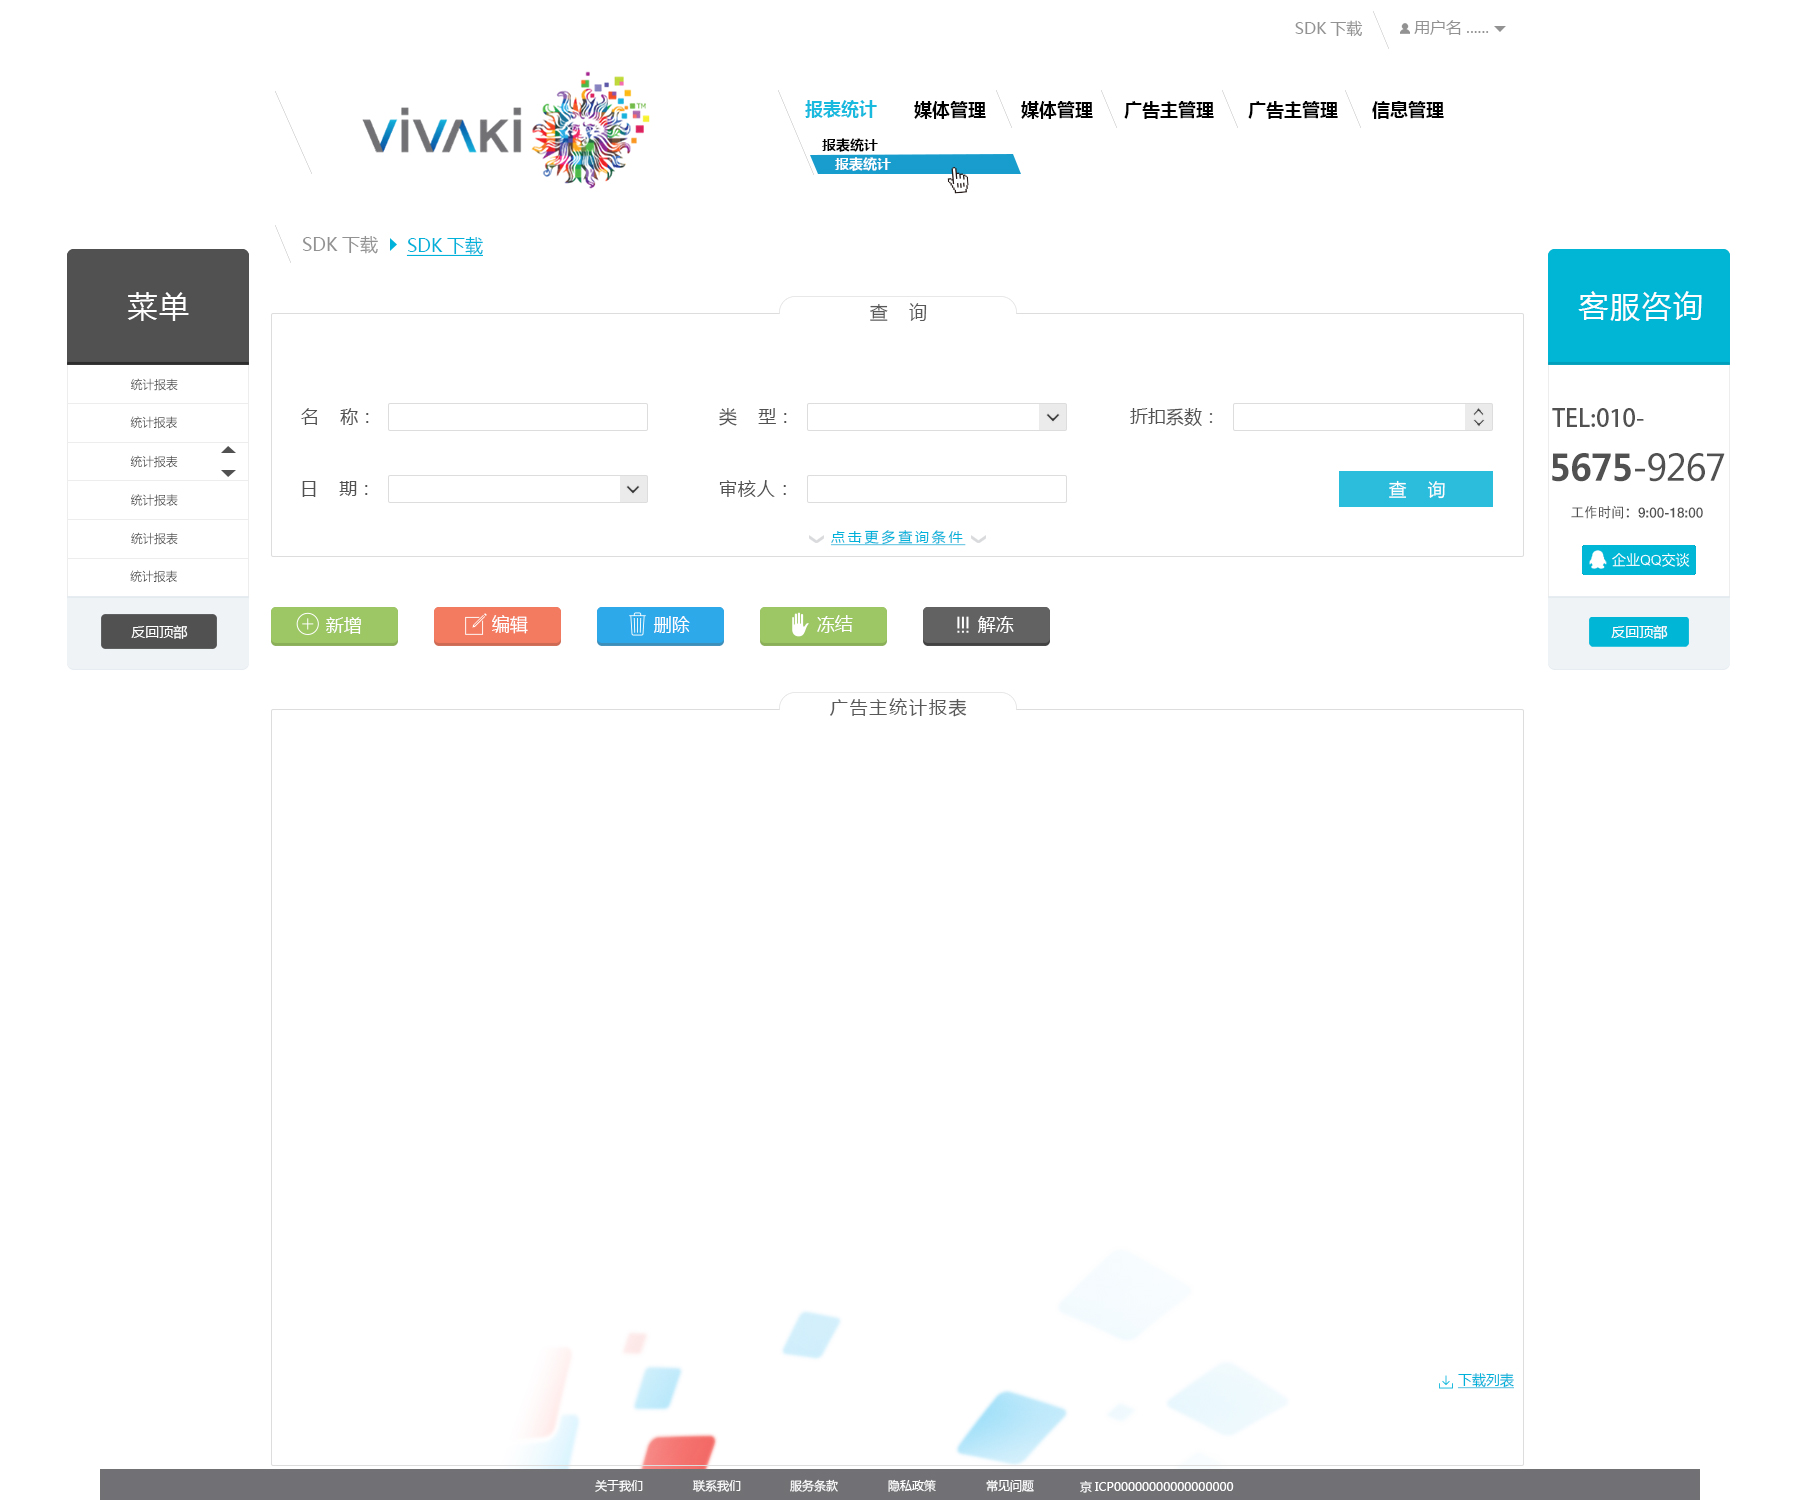 SDK 下载 用户名 ......
VIVAKI TM
报表统计 媒体管理 媒体管理 广告主管理 广告主管理 信息管理
报表统计
报表统计
SDK 下载 SDK 下载
菜单
统计报表
统计报表
统计报表
统计报表
统计报表
统计报表
反回顶部
查 询
名 称： 类 型： 折扣系数：
日 期： 审核人： 查 询
点击更多查询条件
新增 编辑 删除 冻结 解冻
客服咨询
TEL:010-
5675-9267
工作时间：9:00-18:00
企业QQ交谈
反回顶部
广告主统计报表
下载列表
关于我们 联系我们 服务条款 隐私政策 常见问题 京 ICP00000000000000000